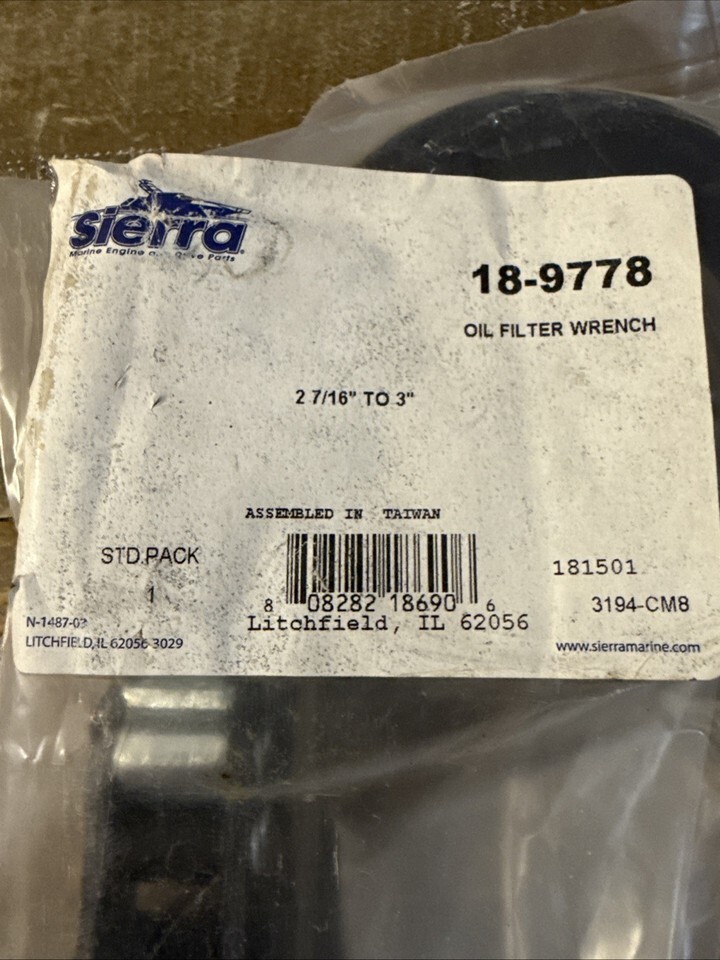 sierra
Marine Engine Parts
18-9778
OIL FILTER WRENCH
2 7/16" TO 3"
ASSEMBLED IN TAIWAN
STD.PACK
1
8 08282 18690 6
Litchfield, IL 62056
181501
3194-CM8
N-1487-03
LITCHFIELD, IL 62056-3029
www.sierramarine.com